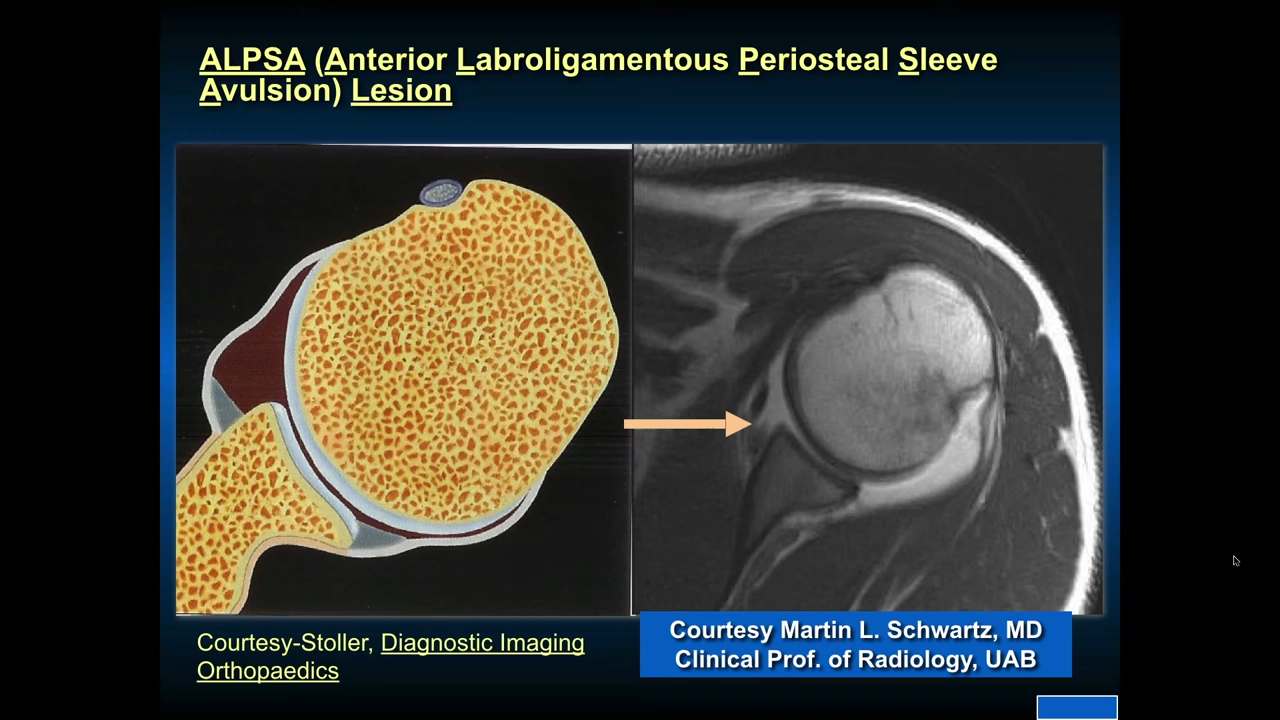 ALPSA (Anterior Labroligamentous Periosteal Sleeve
Avulsion) Lesion
Courtesy-Stoller, Diagnostic Imaging
Orthopaedics
Courtesy Martin L. Schwartz, MD
Clinical Prof. of Radiology, UAB